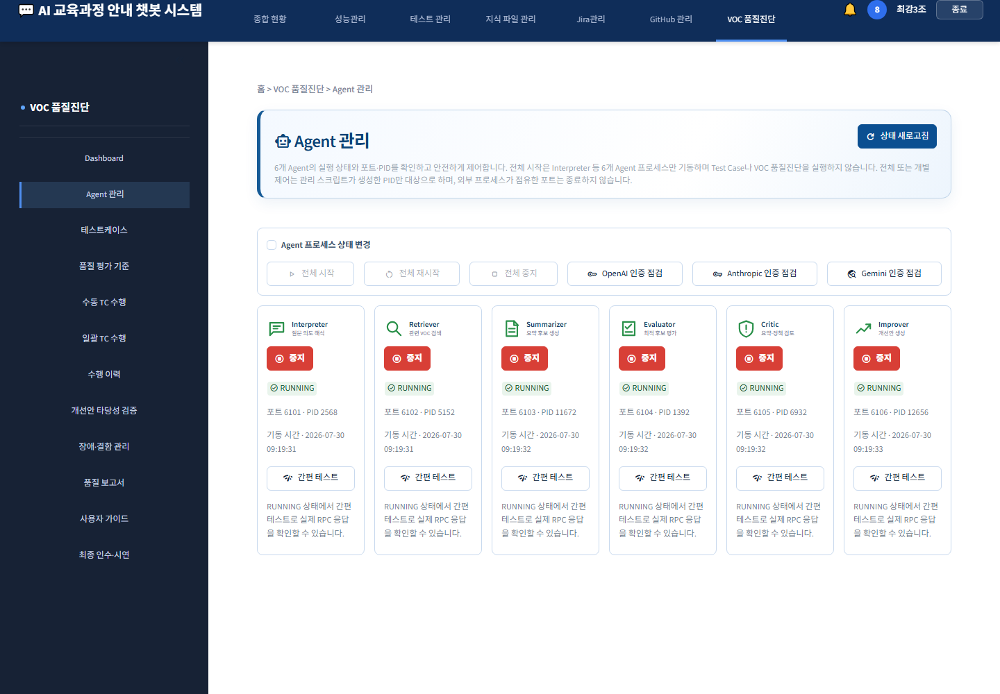 AI 교육과정 안내 챗봇 시스템
종합 현황
성능관리
테스트 관리
지식 파일 관리
Jira관리
GitHub 관리
VOC 품질진단
8
최강3조
종료
VOC 품질진단
Dashboard
Agent 관리
테스트케이스
품질 평가 기준
수동 TC 수행
일괄 TC 수행
수행 이력
개선안 타당성 검증
장애·결함 관리
품질 보고서
사용자 가이드
최종 인수·시연
홈 > VOC 품질진단 > Agent 관리
Agent 관리
상태 새로고침
6개 Agent의 실행 상태와 포트·PID를 확인하고 안전하게 제어합니다. 전체 시작은 Interpreter 등 6개 Agent 프로세스만 기동하며 Test Case나 VOC 품질진단을 실행하지 않습니다. 전체 또는 개별
제어는 관리 스크립트가 생성한 PID만 대상으로 하며, 외부 프로세스가 점유한 포트는 종료하지 않습니다.
Agent 프로세스 상태 변경
전체 시작
전체 재시작
전체 중지
OpenAI 인증 점검
Anthropic 인증 점검
Gemini 인증 점검
Interpreter
질문 의도 해석
중지
RUNNING
포트 6101 · PID 2568
기동 시간 · 2026-07-30
09:19:31
간편 테스트
RUNNING 상태에서 간편
테스트로 실제 RPC 응답
을 확인할 수 있습니다.
Retriever
관련 VOC 검색
중지
RUNNING
포트 6102 · PID 5152
기동 시간 · 2026-07-30
09:19:31
간편 테스트
RUNNING 상태에서 간편
테스트로 실제 RPC 응답
을 확인할 수 있습니다.
Summarizer
요약 후보 생성
중지
RUNNING
포트 6103 · PID 11672
기동 시간 · 2026-07-30
09:19:32
간편 테스트
RUNNING 상태에서 간편
테스트로 실제 RPC 응답
을 확인할 수 있습니다.
Evaluator
최적 후보 평가
중지
RUNNING
포트 6104 · PID 1392
기동 시간 · 2026-07-30
09:19:32
간편 테스트
RUNNING 상태에서 간편
테스트로 실제 RPC 응답
을 확인할 수 있습니다.
Critic
요약·정책 검토
중지
RUNNING
포트 6105 · PID 6932
기동 시간 · 2026-07-30
09:19:32
간편 테스트
RUNNING 상태에서 간편
테스트로 실제 RPC 응답
을 확인할 수 있습니다.
Improver
개선안 생성
중지
RUNNING
포트 6106 · PID 12656
기동 시간 · 2026-07-30
09:19:33
간편 테스트
RUNNING 상태에서 간편
테스트로 실제 RPC 응답
을 확인할 수 있습니다.